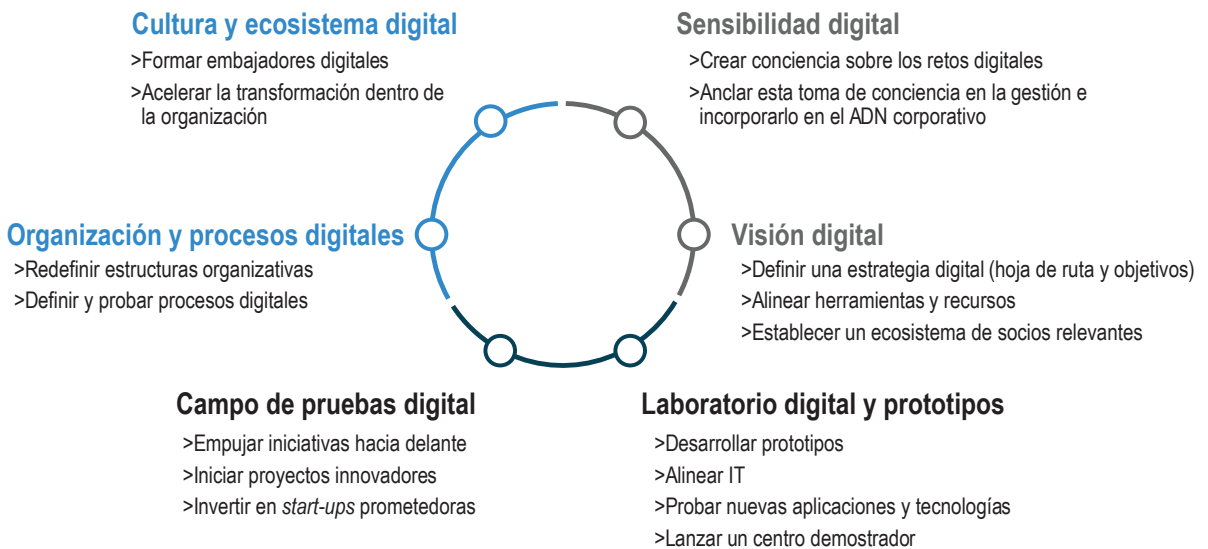 Cultura y ecosistema digital
>Formar embajadores digitales
>Acelerar la transformación dentro de
la organización
Sensibilidad digital
>Crear conciencia sobre los retos digitales
>Anclar esta toma de conciencia en la gestión e
incorporarlo en el ADN corporativo
Organización y procesos digitales
>Redefinir estructuras organizativas
>Definir y probar procesos digitales
Visión digital
>Definir una estrategia digital (hoja de ruta y objetivos)
>Alinear herramientas y recursos
>Establecer un ecosistema de socios relevantes
Campo de pruebas digital
>Empujar iniciativas hacia delante
>Iniciar proyectos innovadores
>Invertir en start-ups prometedoras
Laboratorio digital y prototipos
>Desarrollar prototipos
>Alinear IT
>Probar nuevas aplicaciones y tecnologías
>Lanzar un centro demostrador